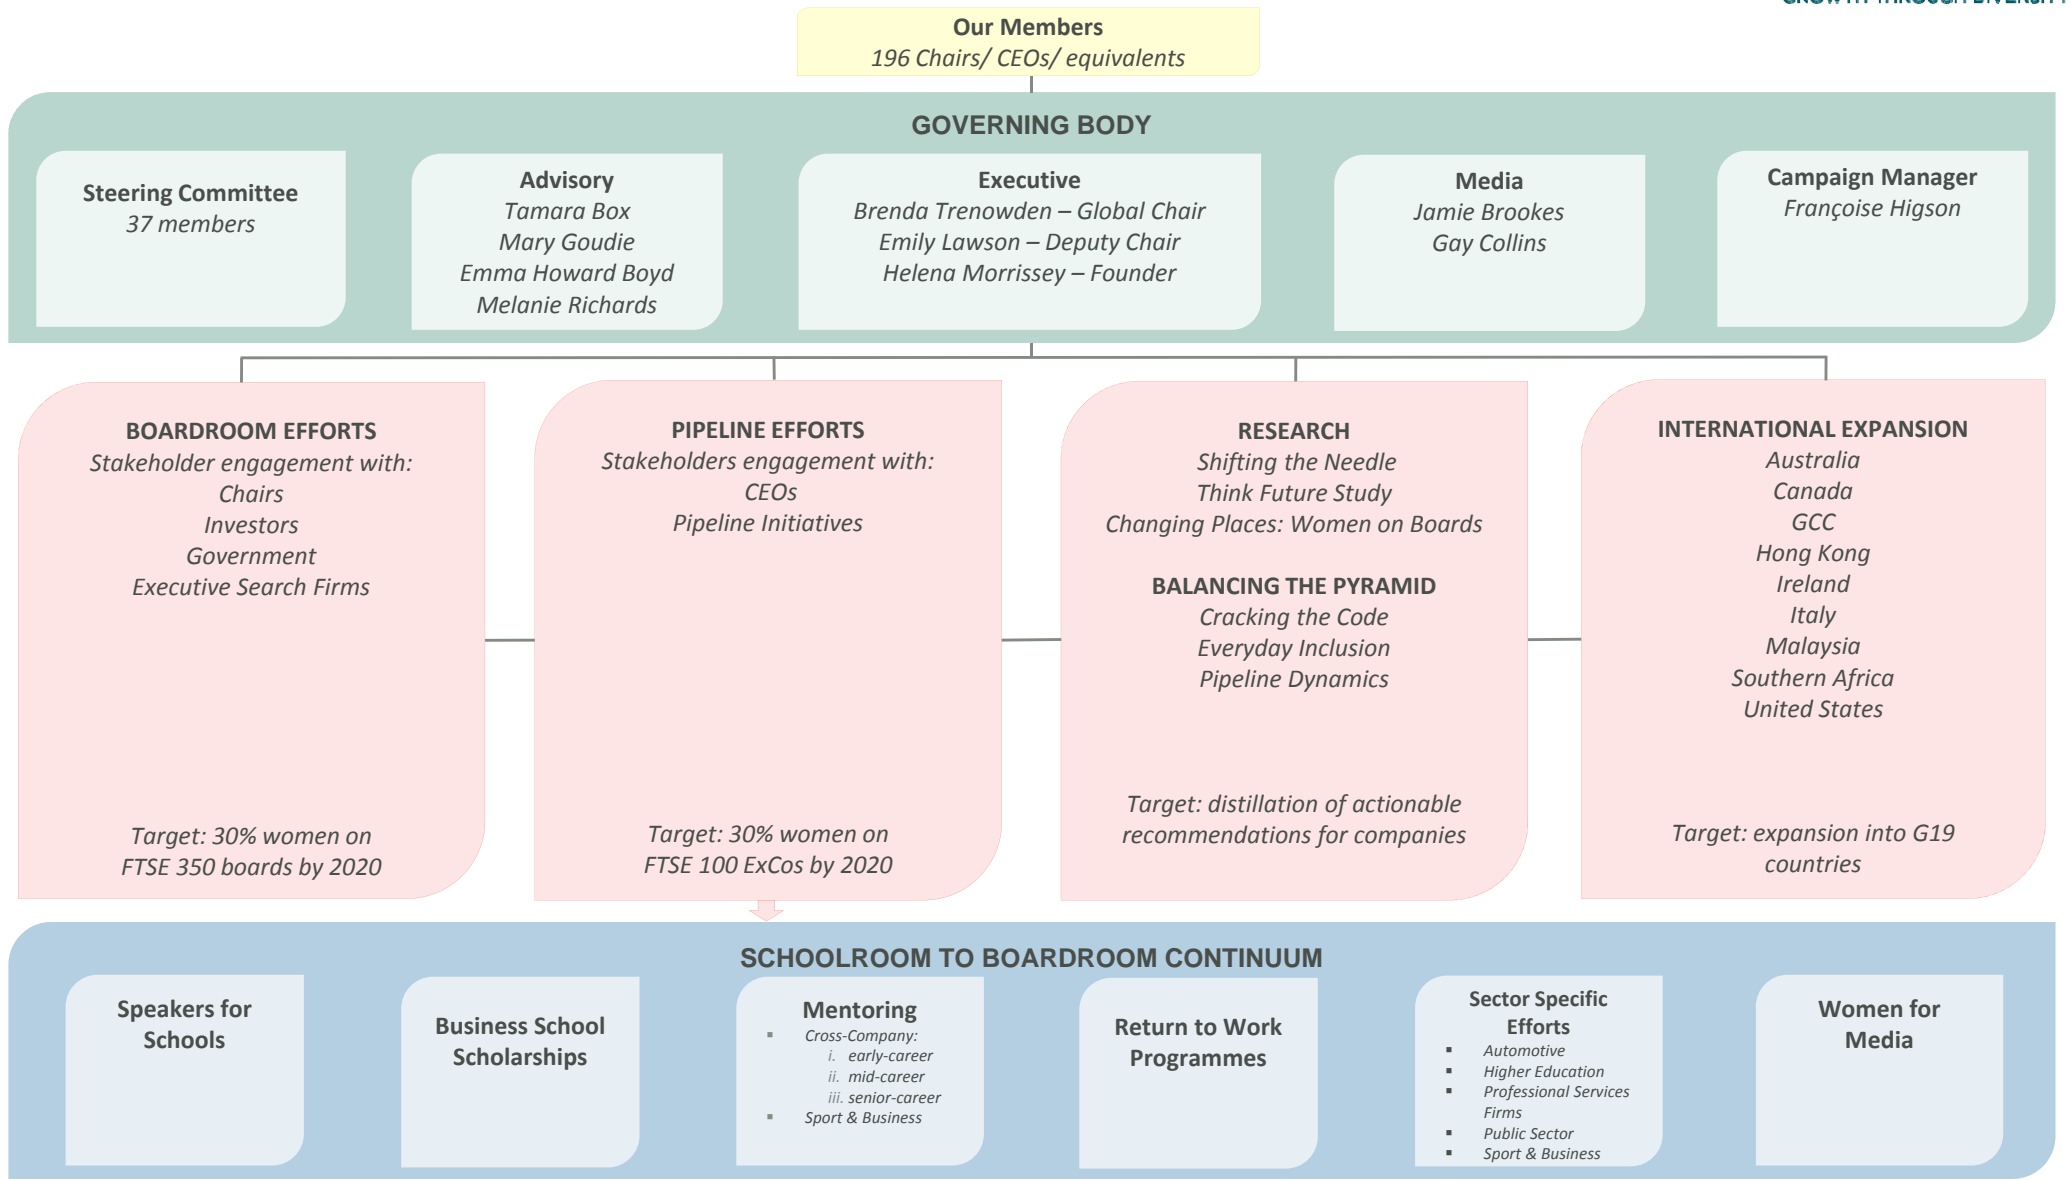 GROWTH THROUGH DIVERSITY
Our Members
196 Chairs/ CEOs/ equivalents
GOVERNING BODY
Steering Committee
37 members
Advisory
Tamara Box
Mary Goudie
Emma Howard Boyd
Melanie Richards
Executive
Brenda Trenowden – Global Chair
Emily Lawson – Deputy Chair
Helena Morrissey – Founder
Media
Jamie Brookes
Gay Collins
Campaign Manager
Françoise Higson
BOARDROOM EFFORTS
Stakeholder engagement with:
Chairs
Investors
Government
Executive Search Firms
Target: 30% women on
FTSE 350 boards by 2020
PIPELINE EFFORTS
Stakeholders engagement with:
CEOs
Pipeline Initiatives
Target: 30% women on
FTSE 100 ExCos by 2020
RESEARCH
Shifting the Needle
Think Future Study
Changing Places: Women on Boards
BALANCING THE PYRAMID
Cracking the Code
Everyday Inclusion
Pipeline Dynamics
Target: distillation of actionable
recommendations for companies
INTERNATIONAL EXPANSION
Australia
Canada
GCC
Hong Kong
Ireland
Italy
Malaysia
Southern Africa
United States
Target: expansion into G19
countries
SCHOOLROOM TO BOARDROOM CONTINUUM
Speakers for
Schools
Business School
Scholarships
Mentoring
▪ Cross-Company:
i. early-career
ii. mid-career
iii. senior-career
▪ Sport & Business
Return to Work
Programmes
Sector Specific
Efforts
▪ Automotive
▪ Higher Education
▪ Professional Services
Firms
▪ Public Sector
▪ Sport & Business
Women for
Media